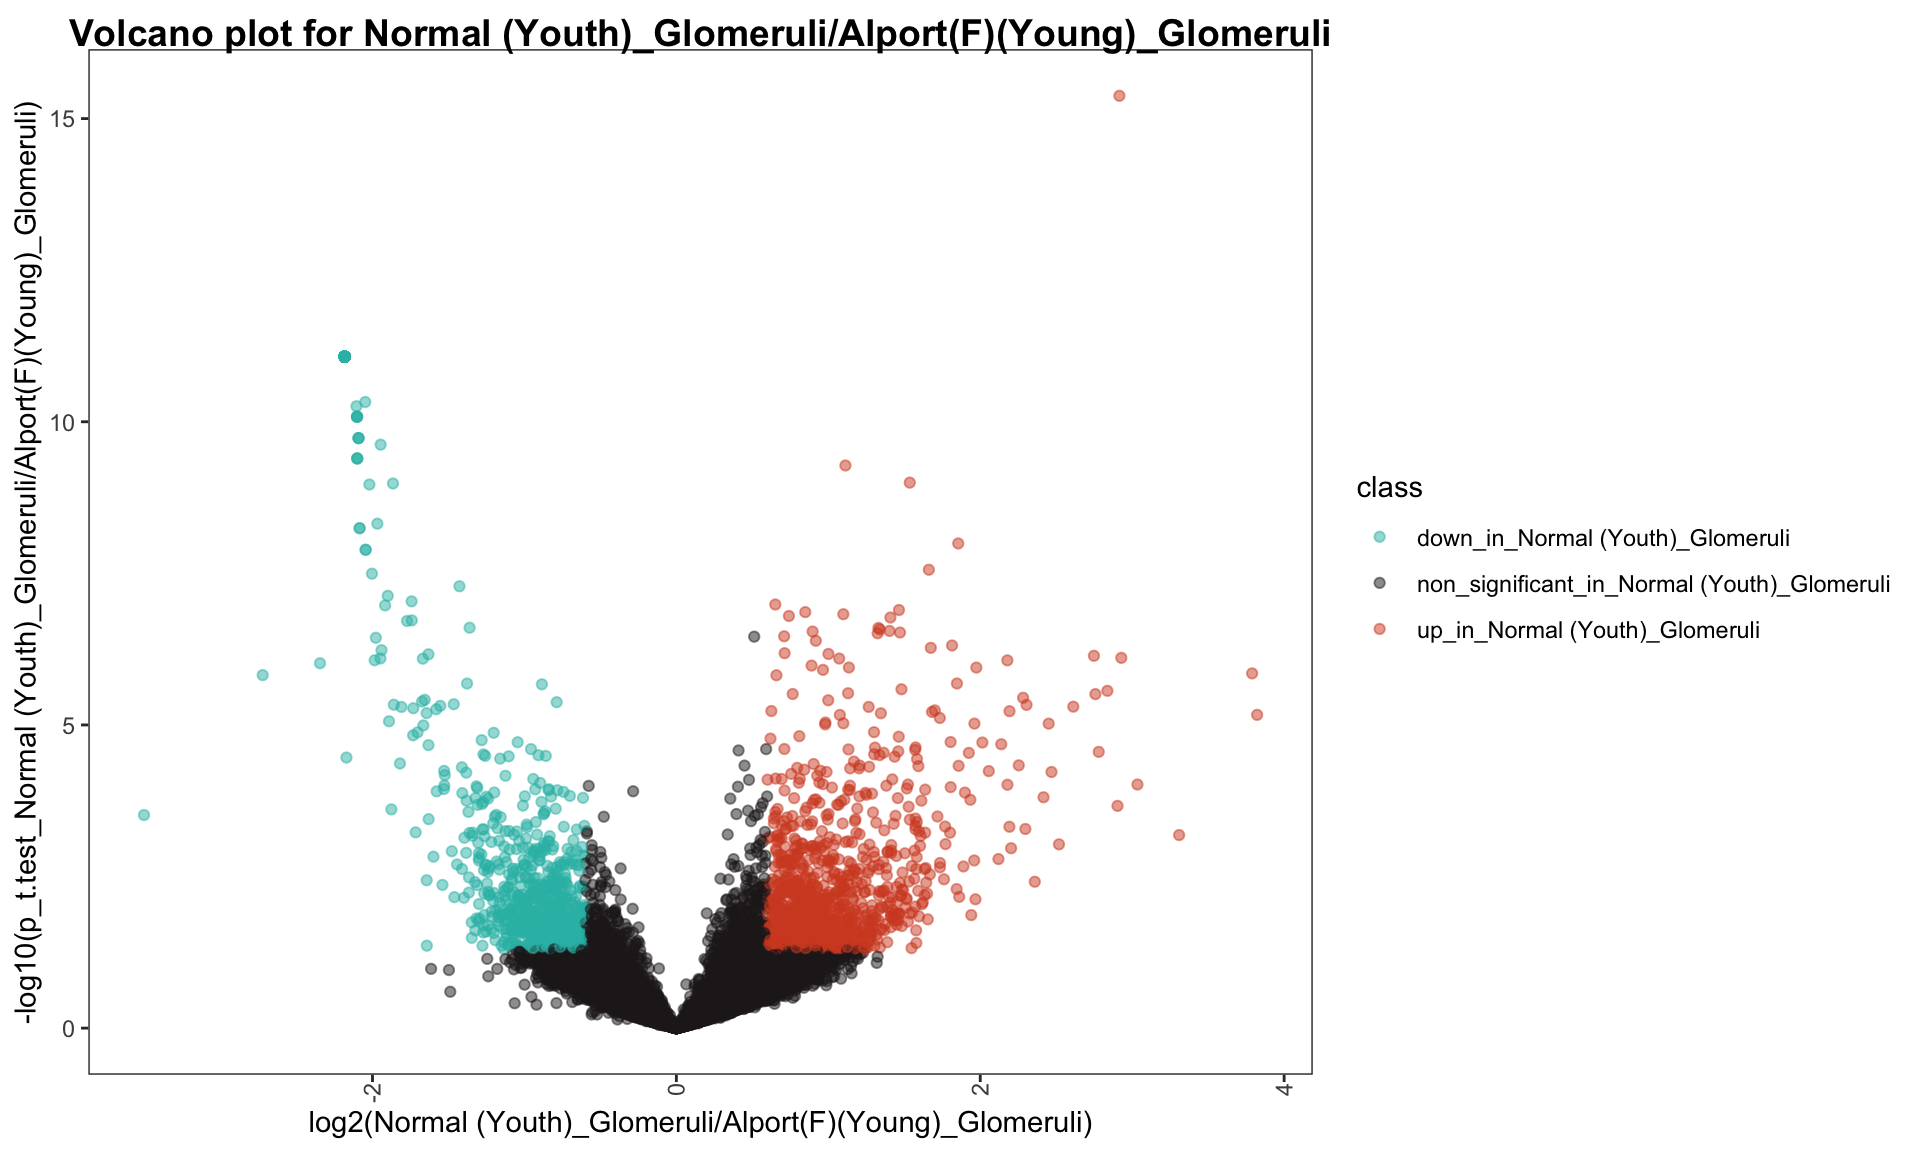 Volcano plot for Normal (Youth)_Glomeruli/Alport(F)(Young)_Glomeruli
-log10(p_t.test_Normal (Youth)_Glomeruli/Alport(F)(Young)_Glomeruli)
15
10
5
0
-2
0
2
4
log2(Normal (Youth)_Glomeruli/Alport(F)(Young)_Glomeruli)
class
down_in_Normal (Youth)_Glomeruli
non_significant_in_Normal (Youth)_Glomeruli
up_in_Normal (Youth)_Glomeruli